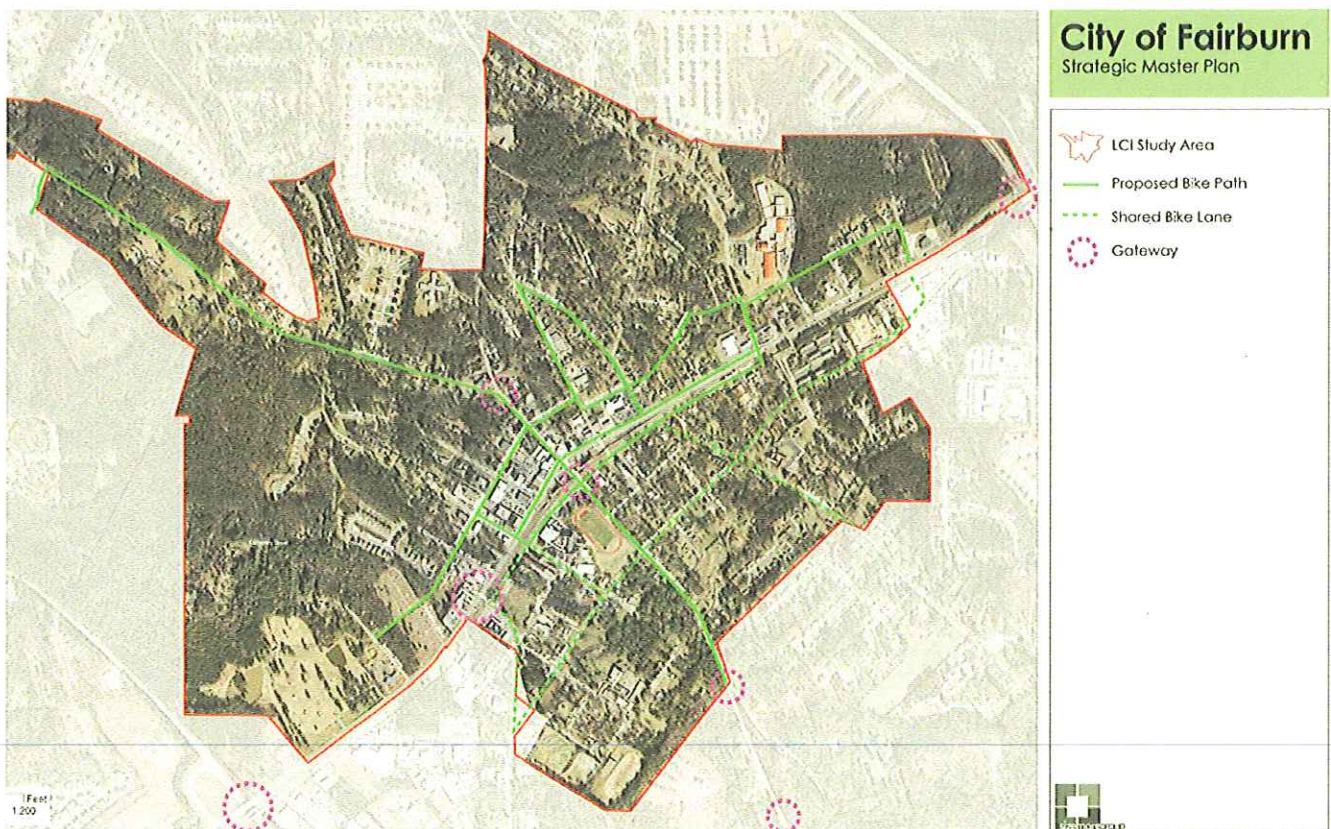 City of Fairburn
Strategic Master Plan
LCI Study Area
Proposed Bike Path
Shared Bike Lane
Gateway
Feet
1,200